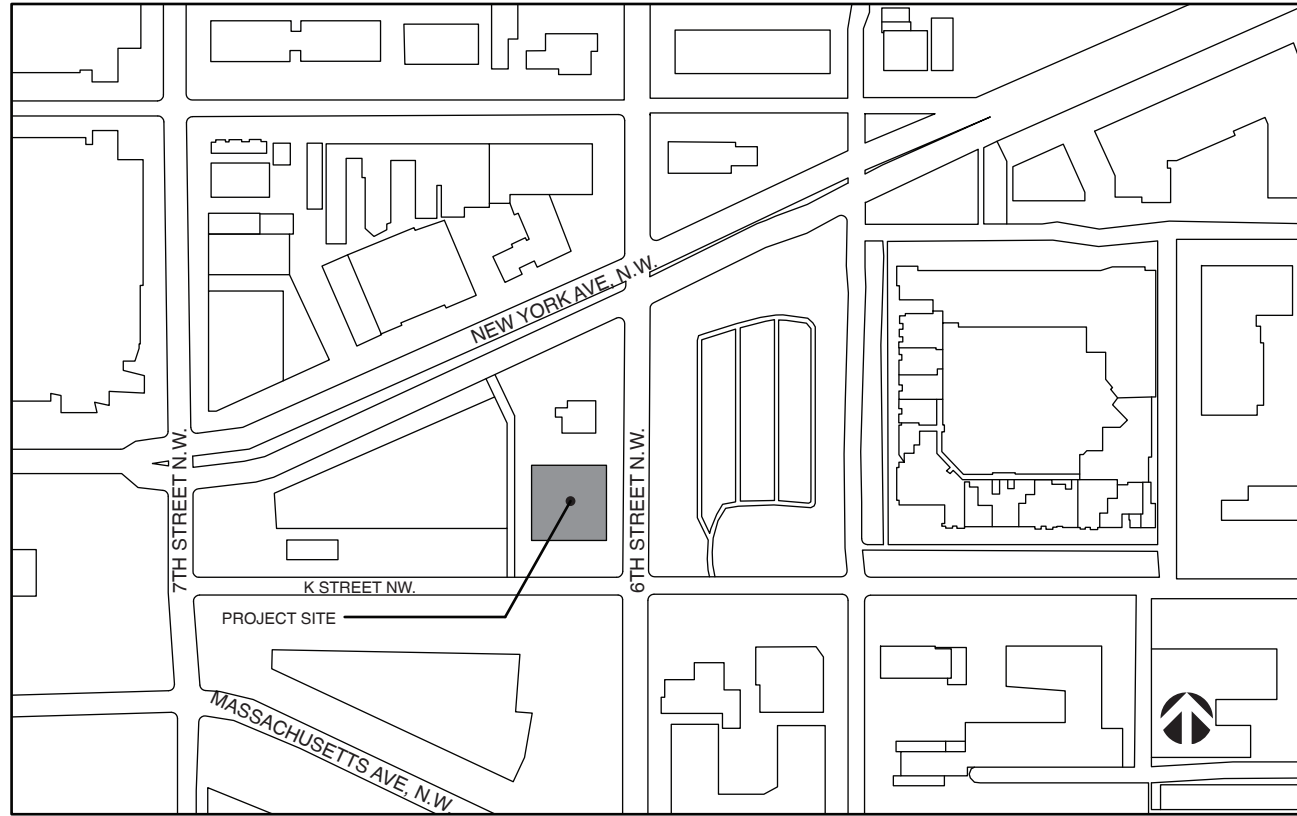 NEW YORK AVE, N.W.
7TH STREET N.W.
6TH STREET N.W.
K STREET NW.
PROJECT SITE
MASSACHUSETTS AVE, N.W.